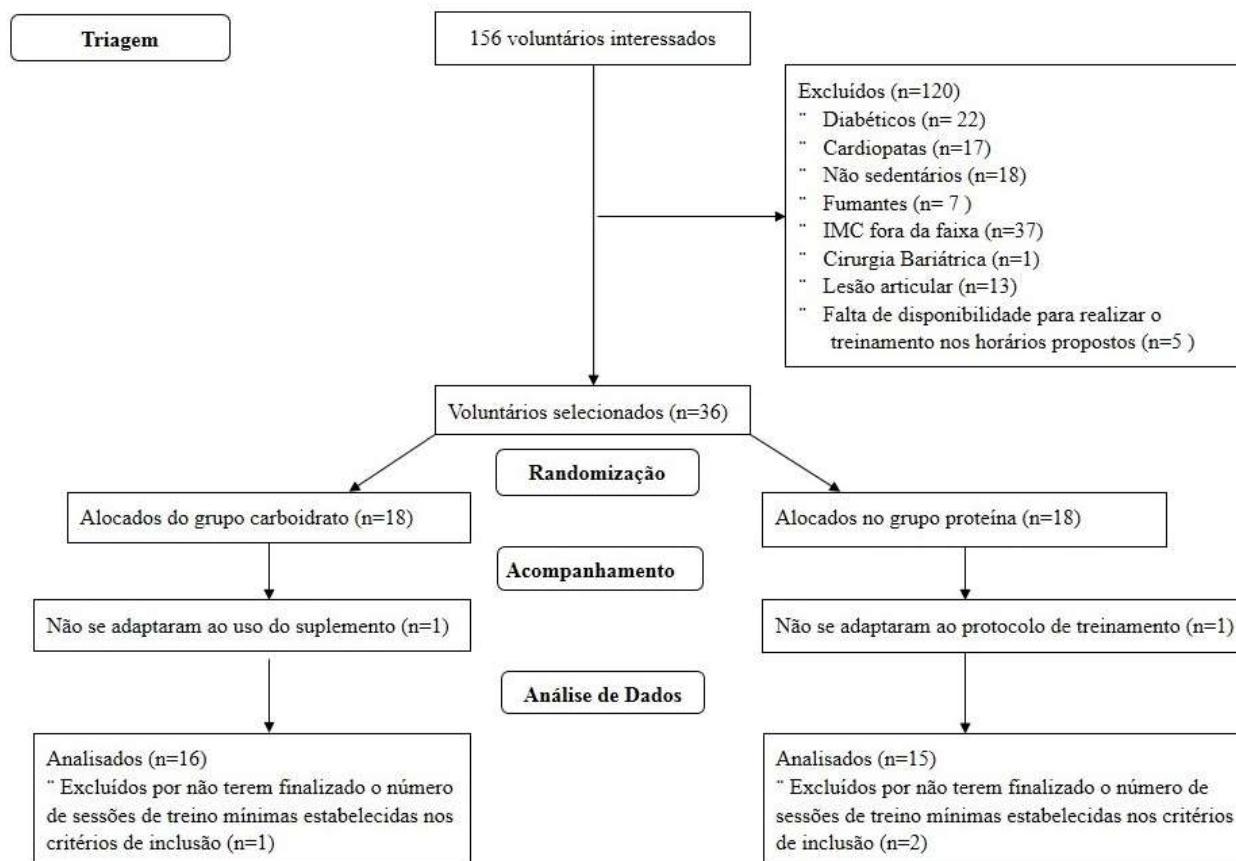 Triagem
156 voluntários interessados
Excluídos (n=120)
¨ Diabéticos (n= 22)
¨ Cardiopatas (n=17)
¨ Não sedentários (n=18)
¨ Fumantes (n= 7 )
¨ IMC fora da faixa (n=37)
¨ Cirurgia Bariátrica (n=1)
¨ Lesão articular (n=13)
¨ Falta de disponibilidade para realizar o
treinamento nos horários propostos (n=5 )
Voluntários selecionados (n=36)
Randomização
Alocados do grupo carboidrato (n=18)
Alocados no grupo proteína (n=18)
Acompanhamento
Não se adaptaram ao uso do suplemento (n=1)
Não se adaptaram ao protocolo de treinamento (n=1)
Análise de Dados
Analisados (n=16)
¨ Excluídos por não terem finalizado o número
de sessões de treino mínimas estabelecidas nos
critérios de inclusão (n=1)
Analisados (n=15)
¨ Excluídos por não terem finalizado o número de
sessões de treino mínimas estabelecidas nos critérios
de inclusão (n=2)